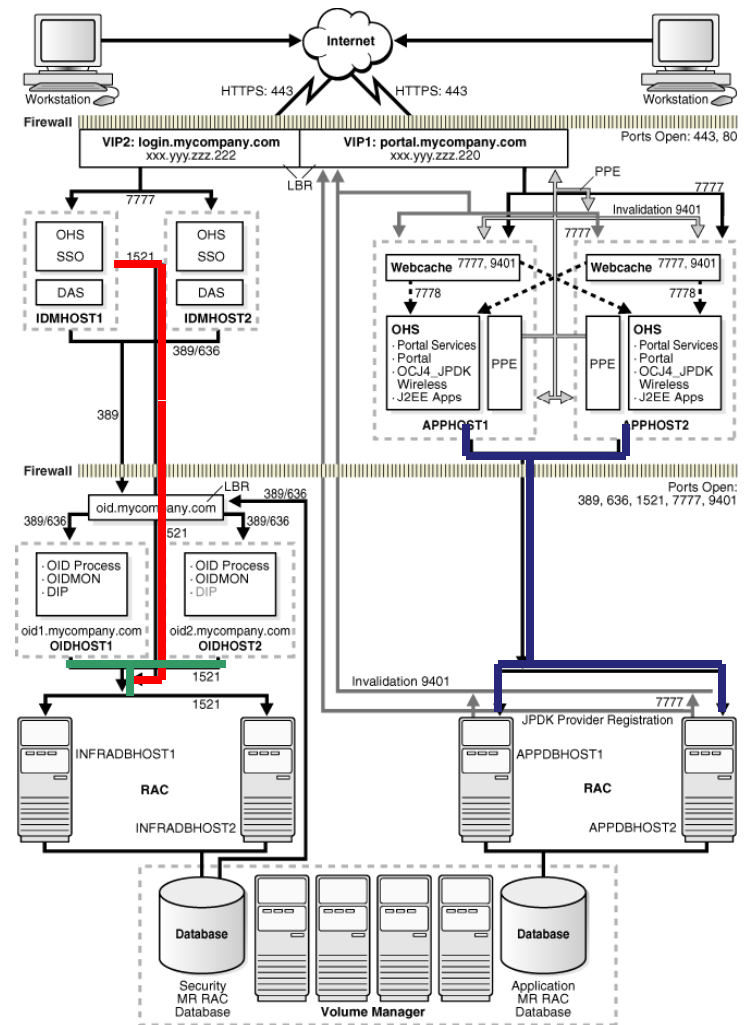 Internet
Workstation
Workstation
HTTPS: 443
HTTPS: 443
Firewall
Ports Open: 443, 80
VIP2: login.mycompany.com
xxx.yyy.zzz.222
VIP1: portal.mycompany.com
xxx.yyy.zzz.220
LBR
PPE
7777
7777
Invalidation 9401
7777
OHS
SSO
DAS
IDMHOST1
1521
OHS
SSO
DAS
IDMHOST2
Webcache 7777, 9401
Webcache 7777, 9401
7778
7778
OHS
· Portal Services
· Portal
· OCJ4_JPDK
Wireless
· J2EE Apps
PPE
APPHOST1
PPE
OHS
· Portal Services
· Portal
· OCJ4_JPDK
Wireless
· J2EE Apps
APPHOST2
389/636
389
Firewall
Ports Open:
389, 636, 1521, 7777, 9401
LBR
oid.mycompany.com
389/636
389/636
389/636
521
· OID Process
· OIDMON
· DIP
oid1.mycompany.com
OIDHOST1
· OID Process
· OIDMON
· DIP
oid2.mycompany.com
OIDHOST2
1521
1521
Invalidation 9401
7777
JPDK Provider Registration
INFRADBHOST1
RAC
INFRADBHOST2
APPDBHOST1
RAC
APPDBHOST2
Database
Security
MR RAC
Database
Volume Manager
Database
Application
MR RAC
Database